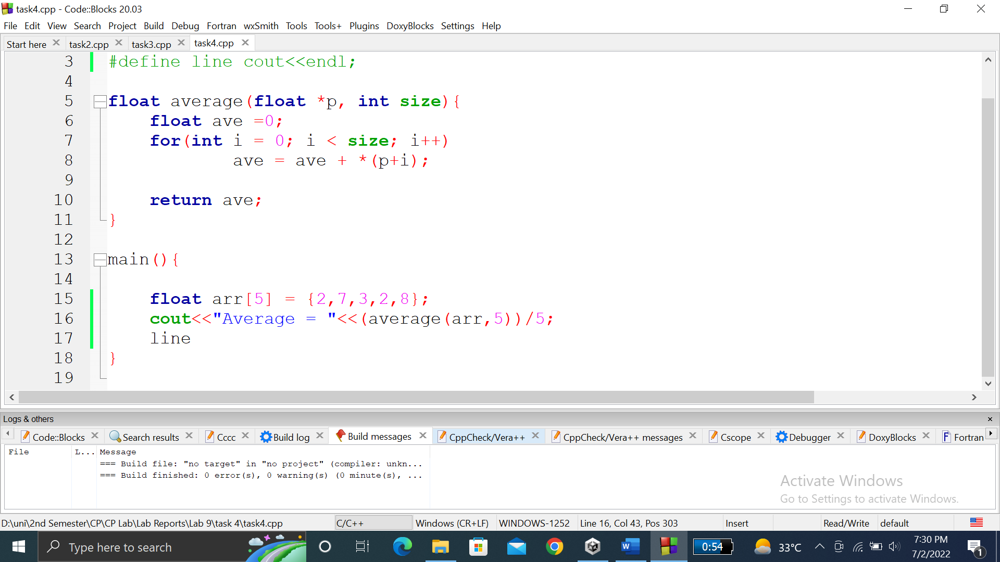 task4.cpp - Code::Blocks 20.03
File Edit View Search Project Build Debug Fortran wxSmith Tools Tools+ Plugins DoxyBlocks Settings Help
Start here task2.cpp task3.cpp task4.cpp
3 #define line cout<<endl;
4
5 float average(float *p, int size){
6 float ave =0;
7 for(int i = 0; i < size; i++)
8 ave = ave + *(p+i);
9
10 return ave;
11 }
12
13 main(){
14
15 float arr[5] = {2,7,3,2,8};
16 cout<<"Average = "<<(average(arr,5))/5;
17 line
18 }
19
Logs & others
Code::Blocks Search results Cccc Build log Build messages CppCheck/Vera++ CppCheck/Vera++ messages Cscope Debugger DoxyBlocks Fortran
File L... Message
=== Build file: "no target" in "no project" (compiler: unkn...
=== Build finished: 0 error(s), 0 warning(s) (0 minute(s), ...
Activate Windows
Go to Settings to activate Windows.
D:\uni\2nd Semester\CP\CP Lab\Lab Reports\Lab 9\task 4\task4.cpp C/C++ Windows (CR+LF) WINDOWS-1252 Line 16, Col 43, Pos 303 Insert Read/Write default
Type here to search 0:54 33°C 7:30 PM
7/2/2022 1